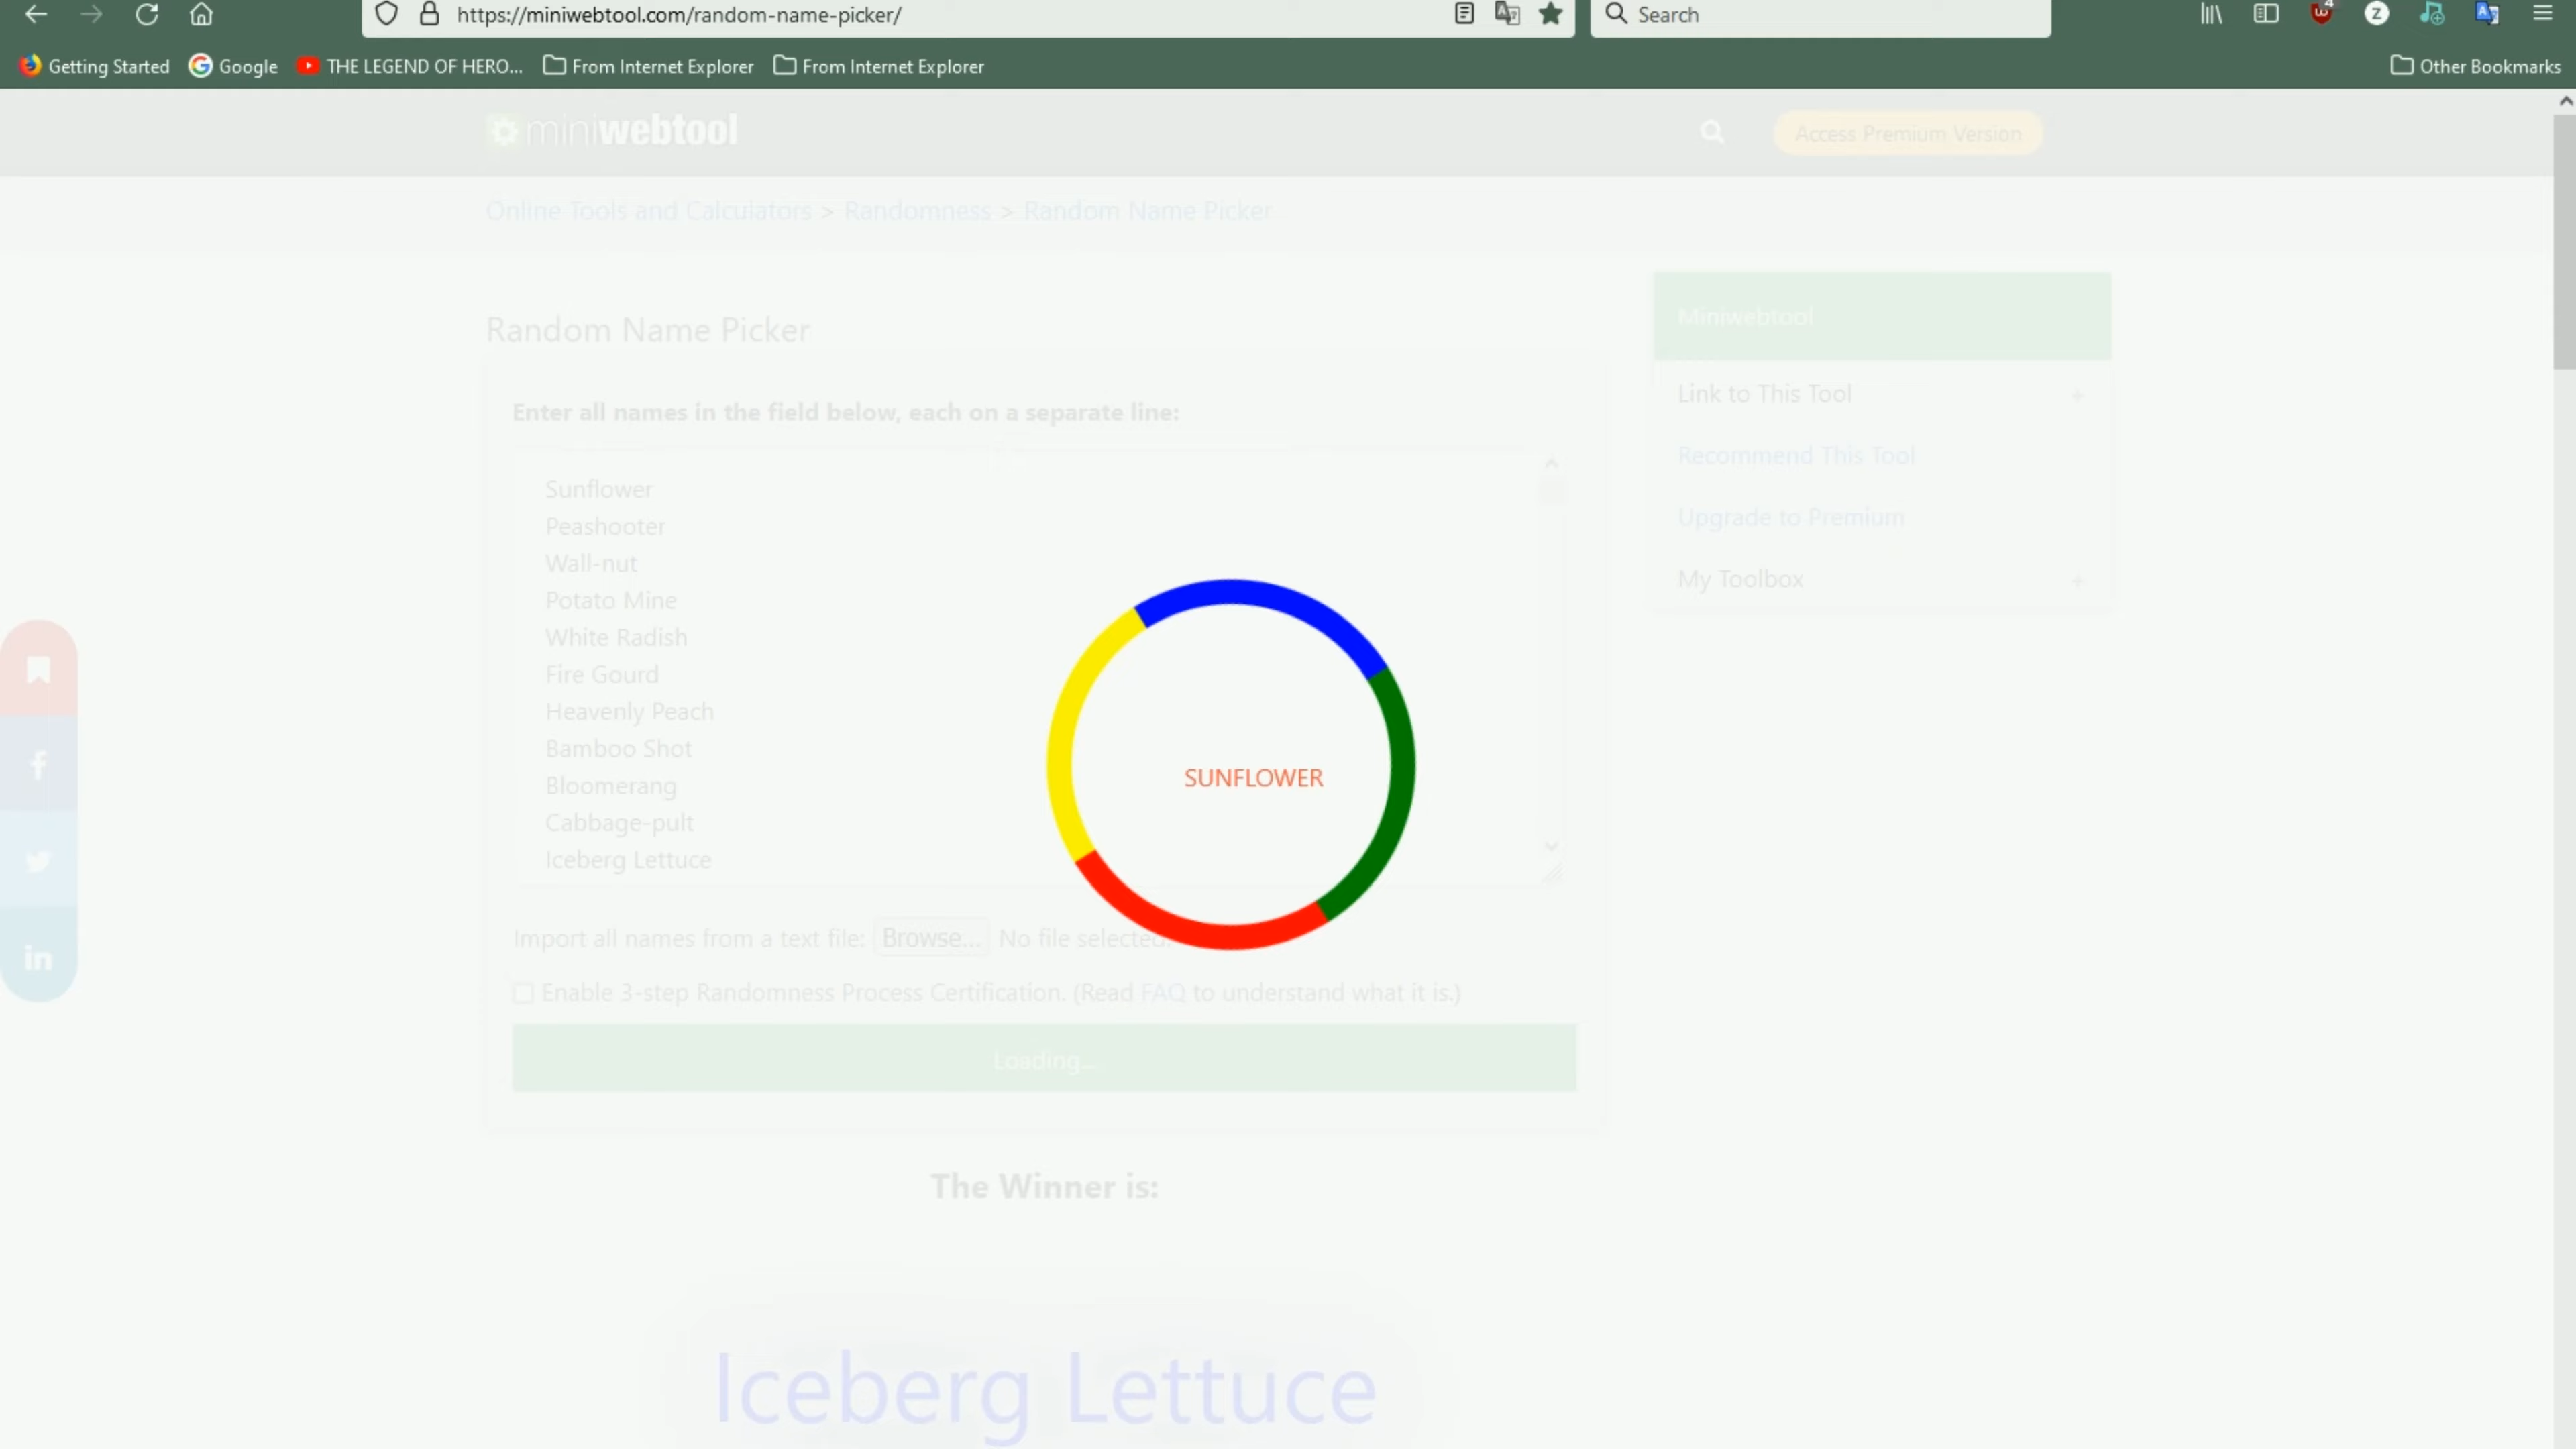 https://miniwebtool.com/random-name-picker/
Search
4
Z
Getting Started
Google
THE LEGEND OF HERO...
From Internet Explorer
From Internet Explorer
Other Bookmarks
miniwebtool
Access Premium Version
Online Tools and Calculators > Randomness > Random Name Picker
Random Name Picker
Enter all names in the field below, each on a separate line:
Sunflower
Peashooter
Wall-nut
Potato Mine
White Radish
Fire Gourd
Heavenly Peach
Bamboo Shot
Bloomerang
Cabbage-pult
Iceberg Lettuce
SUNFLOWER
Import all names from a text file: Browse... No file selected.
Enable 3-step Randomness Process Certification. (Read FAQ to understand what it is.)
Loading...
The Winner is:
Iceberg Lettuce
Miniwebtool
Link to This Tool +
Recommend This Tool
Upgrade to Premium
My Toolbox +
f
in